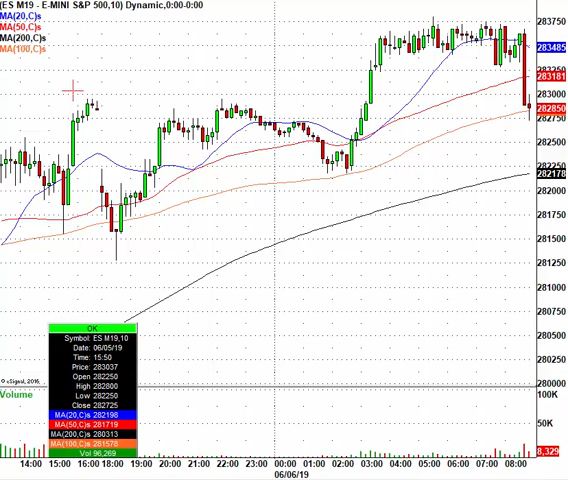 (ES M19 - E-MINI S&P 500,10) Dynamic,0:00-0:00
MA(20,C)s
MA(50,C)s
MA(200,C)s
MA(100,C)s
283750
283485
283250
283181
283000
282850
282750
282500
282250
282178
282000
281750
281500
281250
281000
280750
280500
280250
280000
OK
Symbol: ES M19,10
Date: 06/05/19
Time: 15:50
Price: 283037
Open 282250
High 282800
Low 282250
Close 282725
MA(20,C)s 282198
MA(50,C)s 281719
MA(200,C)s 280313
MA(100,C)s 281578
Vol 96,269
© eSignal, 2016
Volume
100K
50K
8,329
14:00 15:00 16:00 18:00 19:00 20:00 21:00 22:00 23:00 00:00 01:00 02:00 03:00 04:00 05:00 06:00 07:00 08:00
06/06/19